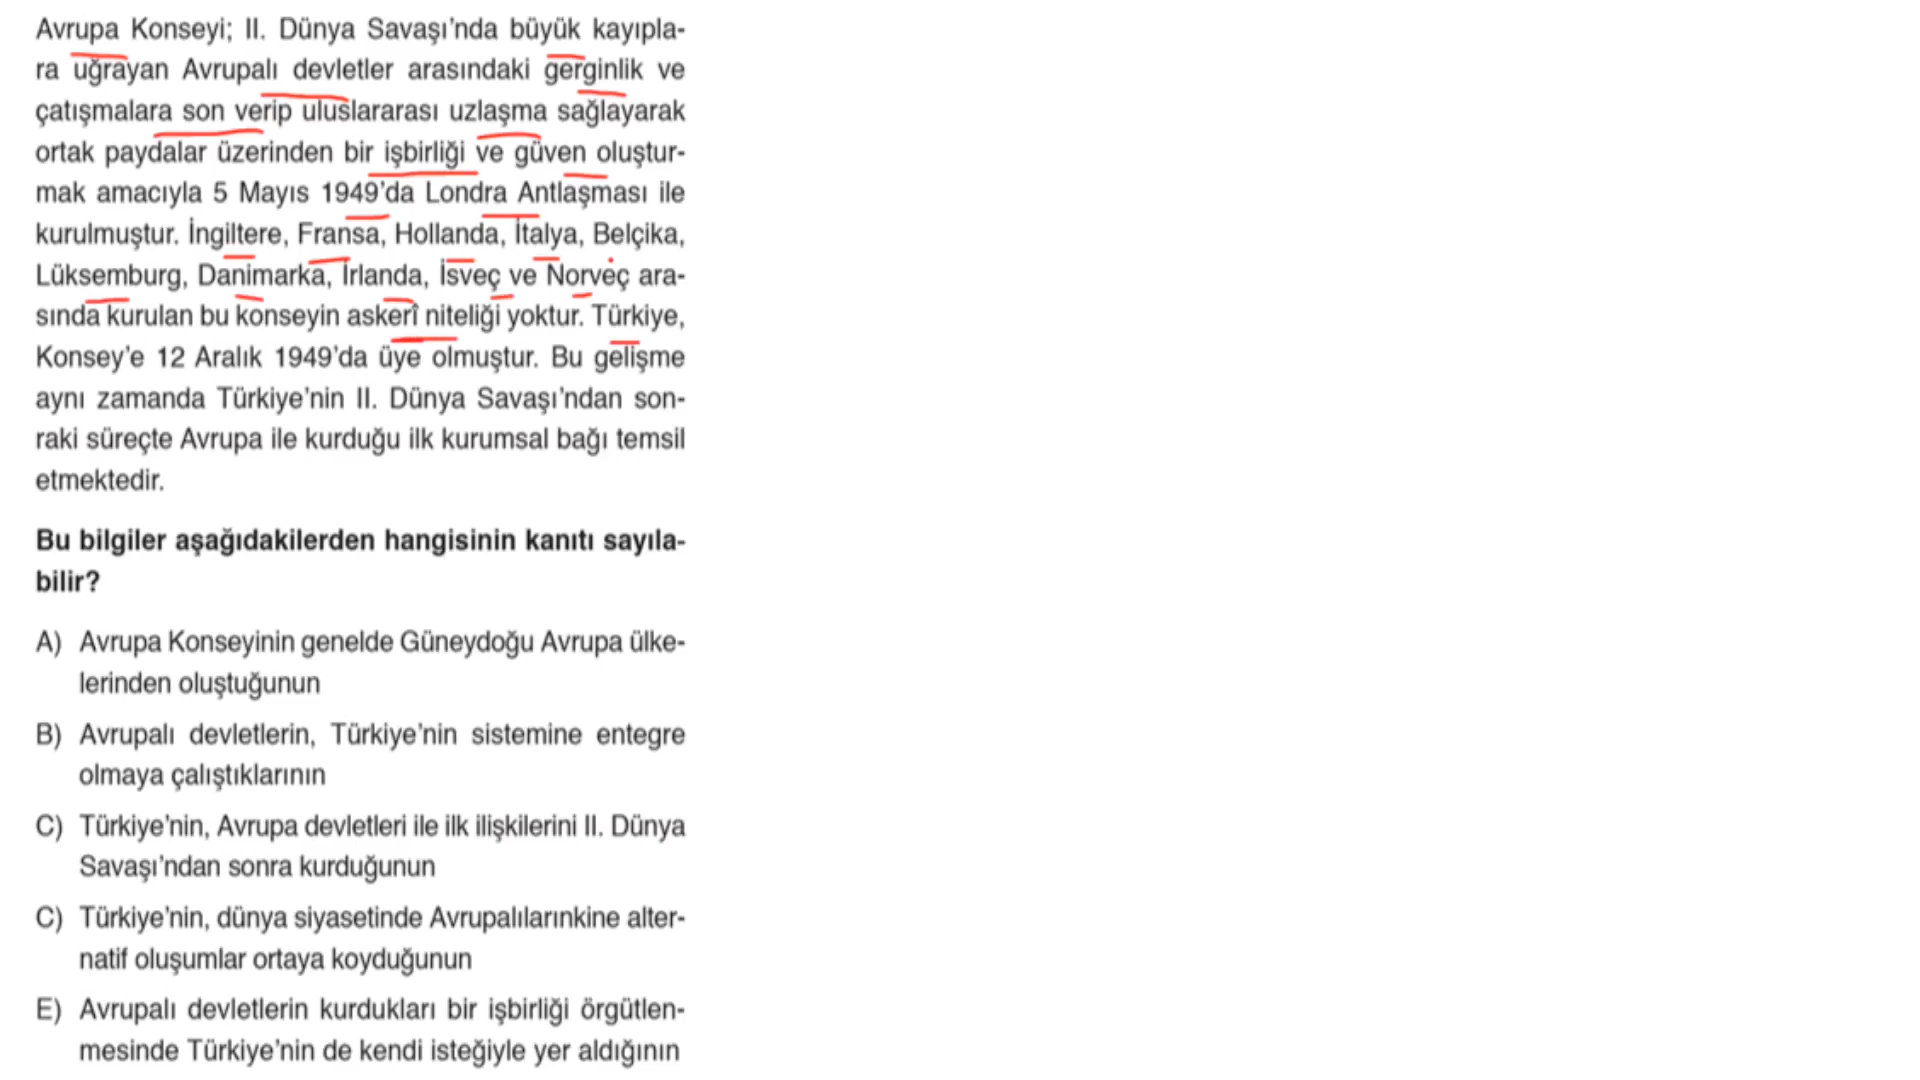 Avrupa Konseyi; II. Dünya Savaşı'nda büyük kayıpla-
ra uğrayan Avrupalı devletler arasındaki gerginlik ve
çatışmalara son verip uluslararası uzlaşma sağlayarak
ortak paydalar üzerinden bir işbirliği ve güven oluştur-
mak amacıyla 5 Mayıs 1949'da Londra Antlaşması ile
kurulmuştur. İngiltere, Fransa, Hollanda, İtalya, Belçika,
Lüksemburg, Danimarka, İrlanda, İsveç ve Norveç ara-
sında kurulan bu konseyin askerî niteliği yoktur. Türkiye,
Konsey'e 12 Aralık 1949'da üye olmuştur. Bu gelişme
aynı zamanda Türkiye'nin II. Dünya Savaşı'ndan son-
raki süreçte Avrupa ile kurduğu ilk kurumsal bağı temsil
etmektedir.
Bu bilgiler aşağıdakilerden hangisinin kanıtı sayıla-
bilir?
A) Avrupa Konseyinin genelde Güneydoğu Avrupa ülke-
lerinden oluştuğunun
B) Avrupalı devletlerin, Türkiye'nin sistemine entegre
olmaya çalıştıklarının
C) Türkiye'nin, Avrupa devletleri ile ilk ilişkilerini II. Dünya
Savaşı'ndan sonra kurduğunun
C) Türkiye'nin, dünya siyasetinde Avrupalılarınkine alter-
natif oluşumlar ortaya koyduğunun
E) Avrupalı devletlerin kurdukları bir işbirliği örgütlen-
mesinde Türkiye'nin de kendi isteğiyle yer aldığının